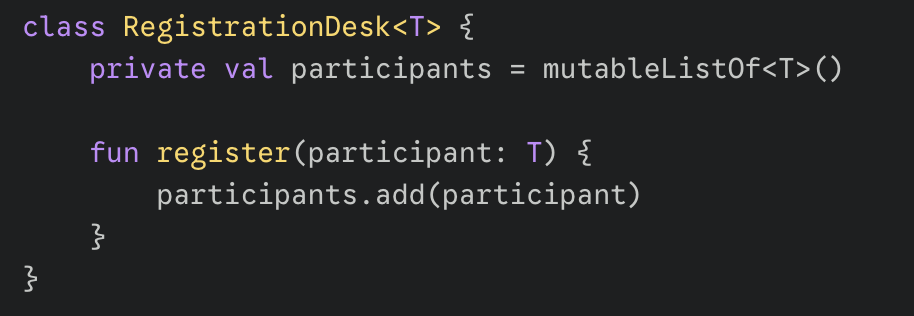 class RegistrationDesk<T> {
    private val participants = mutableListOf<T>()

    fun register(participant: T) {
        participants.add(participant)
    }
}